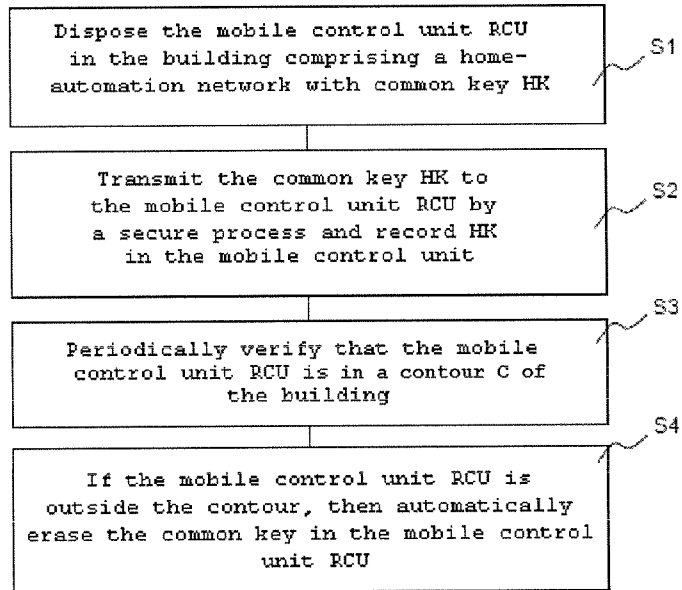 Dispose the mobile control unit RCU
in the building comprising a home-
automation network with common key HK
S1
Transmit the common key HK to
the mobile control unit RCU by
a secure process and record HK
in the mobile control unit
S2
Periodically verify that the mobile
control unit RCU is in a contour C of
the building
S3
If the mobile control unit RCU is
outside the contour, then automatically
erase the common key in the mobile control
unit RCU
S4